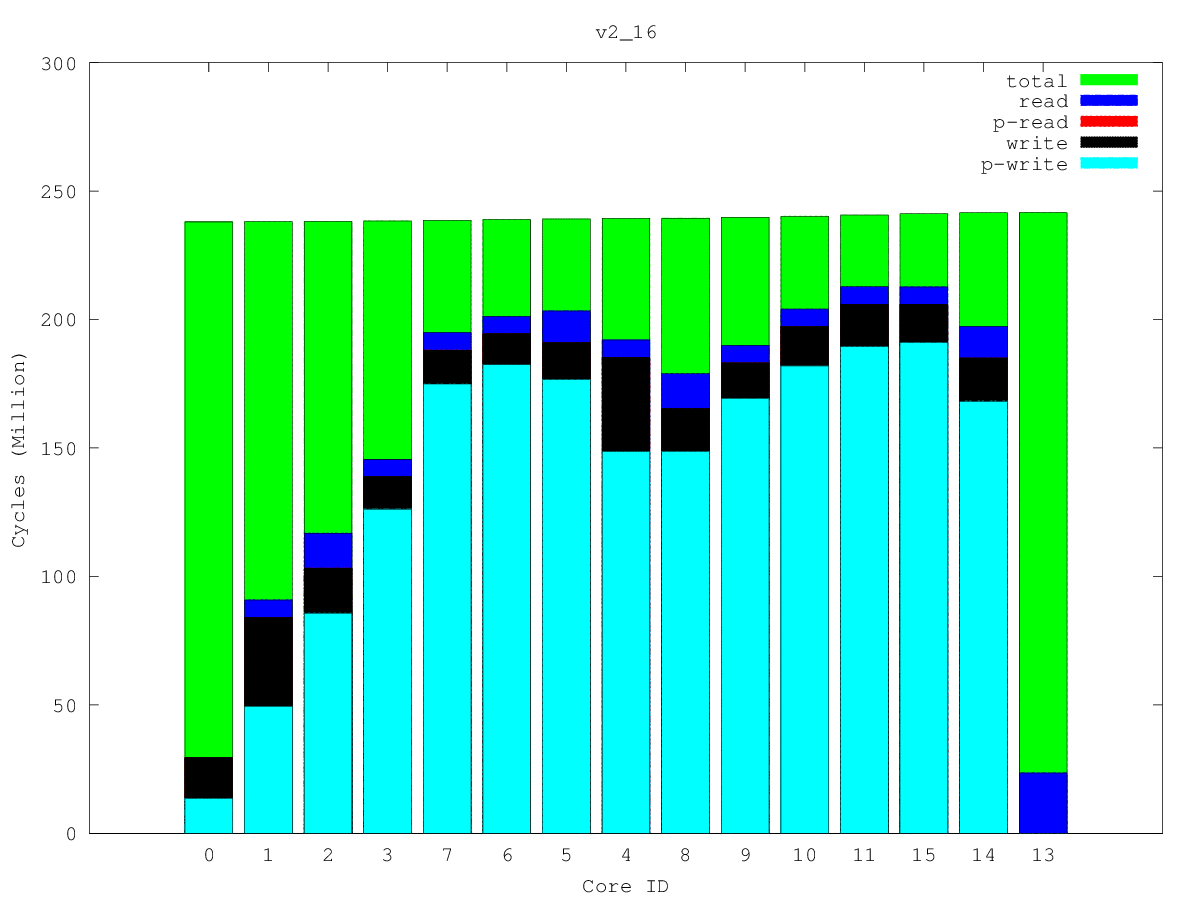 v2_16
300
250
200
150
100
50
0
Cycles (Million)
total
read
p-read
write
p-write
0 1 2 3 7 6 5 4 8 9 10 11 15 14 13
Core ID